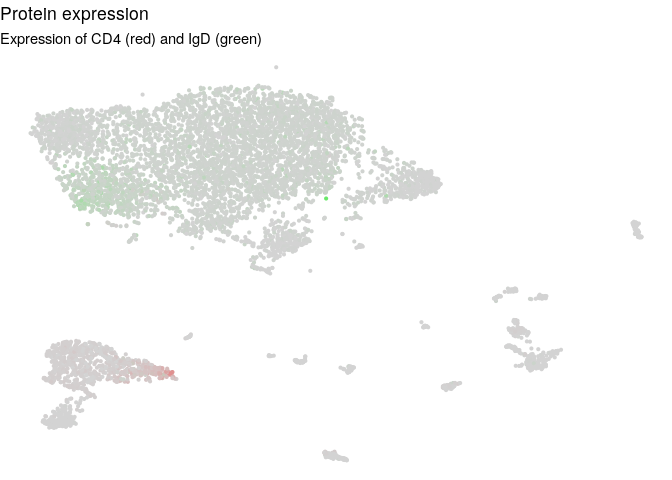 Protein expression
Expression of CD4 (red) and IgD (green)